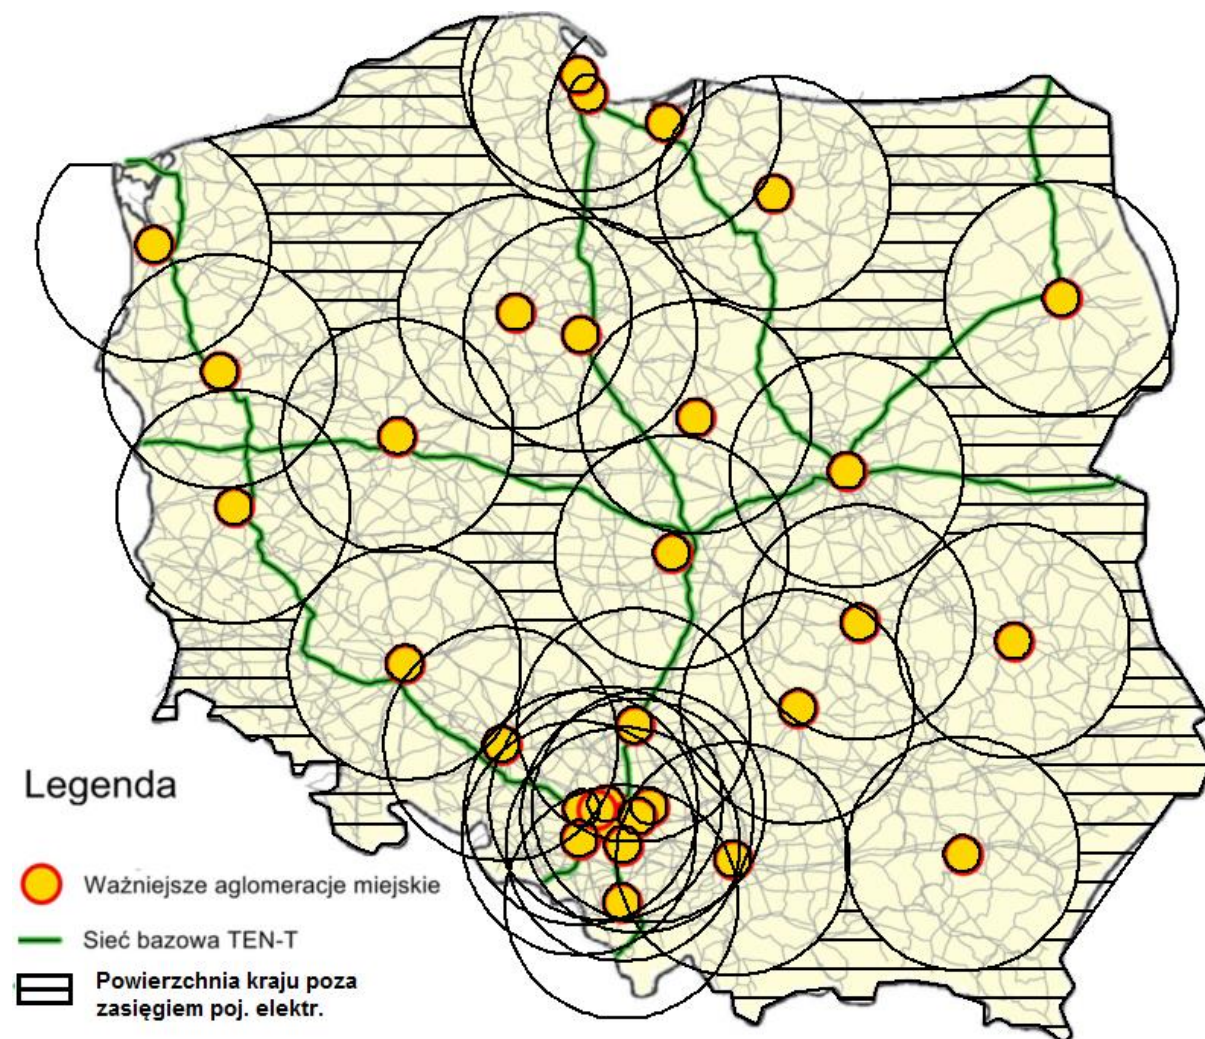 Legenda
Ważniejsze aglomeracje miejskie
Sieć bazowa TEN-T
Powierzchnia kraju poza
zasięgiem poj. elektr.